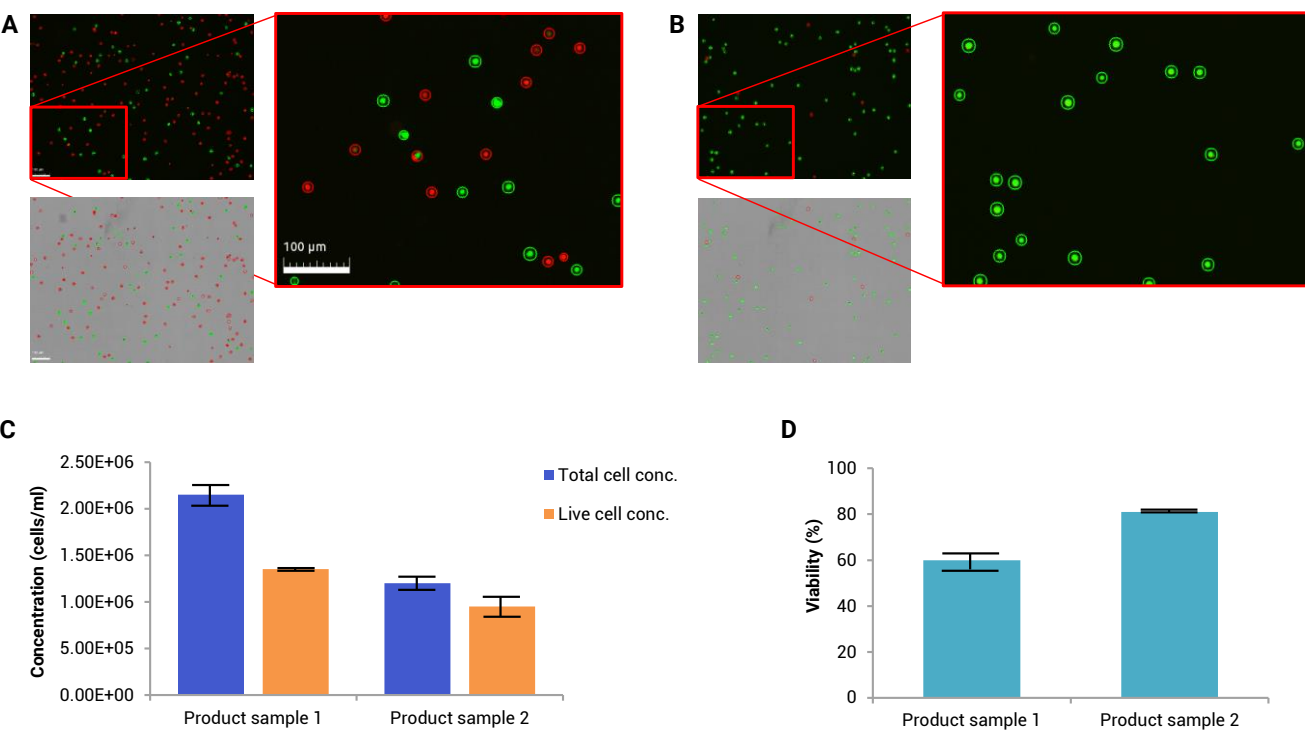 A
B
100 µm
C
D
Concentration (cells/ml)
2.50E+06
2.00E+06
1.50E+06
1.00E+06
5.00E+05
0.00E+00
Product sample 1
Product sample 2
Total cell conc.
Live cell conc.
Viability (%)
100
80
60
40
20
0
Product sample 1
Product sample 2